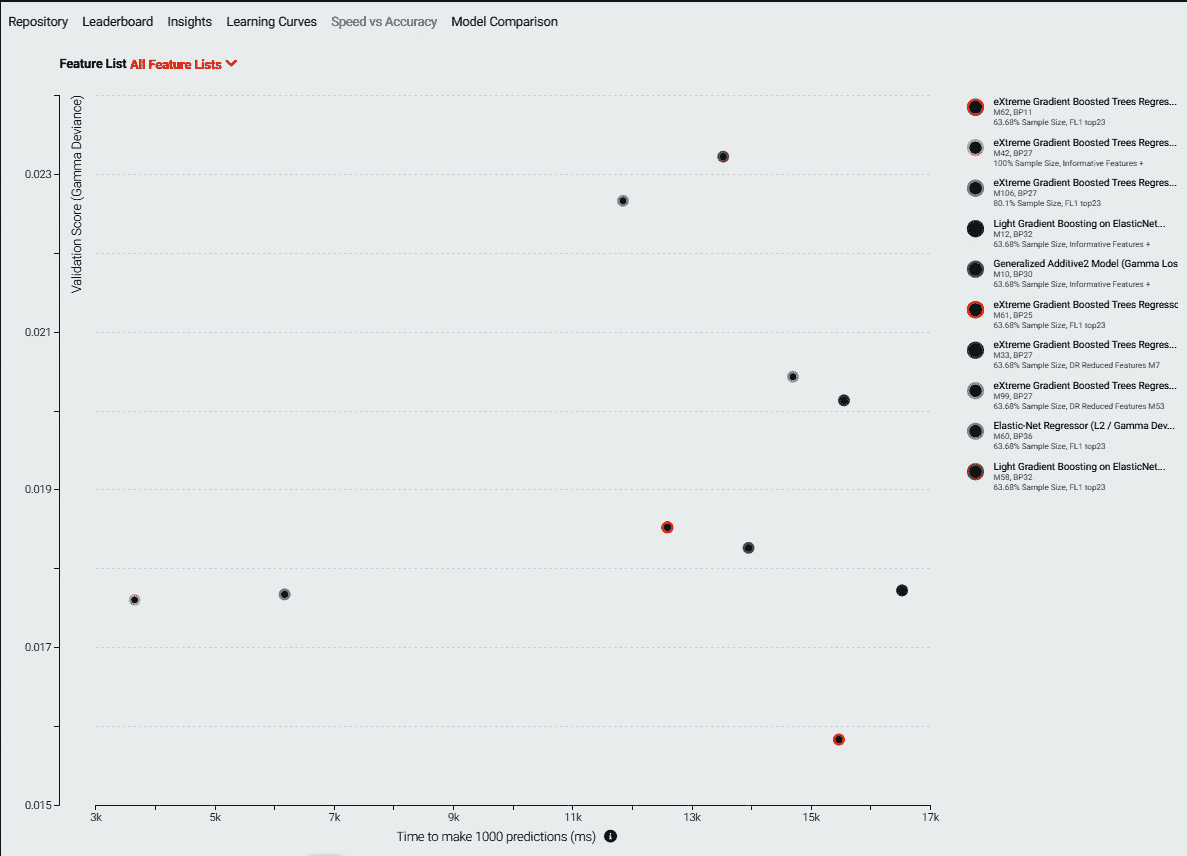 Repository Leaderboard Insights Learning Curves Speed vs Accuracy Model Comparison
Feature List All Feature Lists
Validation Score (Gamma Deviance)
0.023
0.021
0.019
0.017
0.015
3k 5k 7k 9k 11k 13k 15k 17k
Time to make 1000 predictions (ms)
eXtreme Gradient Boosted Trees Regres...
M62, BP11
63.68% Sample Size, FL1 top23
eXtreme Gradient Boosted Trees Regres...
M42, BP27
100% Sample Size, Informative Features +
eXtreme Gradient Boosted Trees Regres...
M106, BP27
80.1% Sample Size, FL1 top23
Light Gradient Boosting on ElasticNet...
M12, BP32
63.68% Sample Size, Informative Features +
Generalized Additive2 Model (Gamma Los
M10, BP30
63.68% Sample Size, Informative Features +
eXtreme Gradient Boosted Trees Regresso
M61, BP25
63.68% Sample Size, FL1 top23
eXtreme Gradient Boosted Trees Regres...
M33, BP27
63.68% Sample Size, DR Reduced Features M7
eXtreme Gradient Boosted Trees Regres...
M99, BP27
63.68% Sample Size, DR Reduced Features M53
Elastic-Net Regressor (L2 / Gamma Dev...
M60, BP36
63.68% Sample Size, FL1 top23
Light Gradient Boosting on ElasticNet...
M58, BP32
63.68% Sample Size, FL1 top23